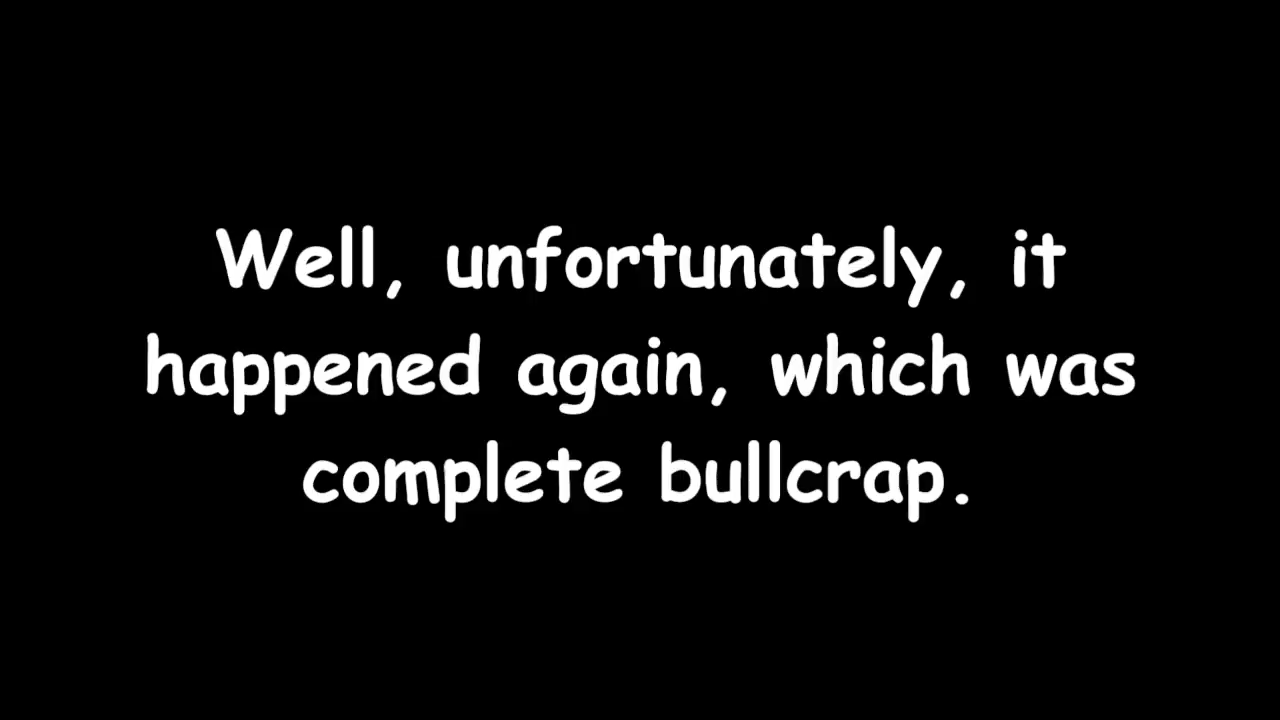 Well, unfortunately, it
happened again, which was
complete bullcrap.